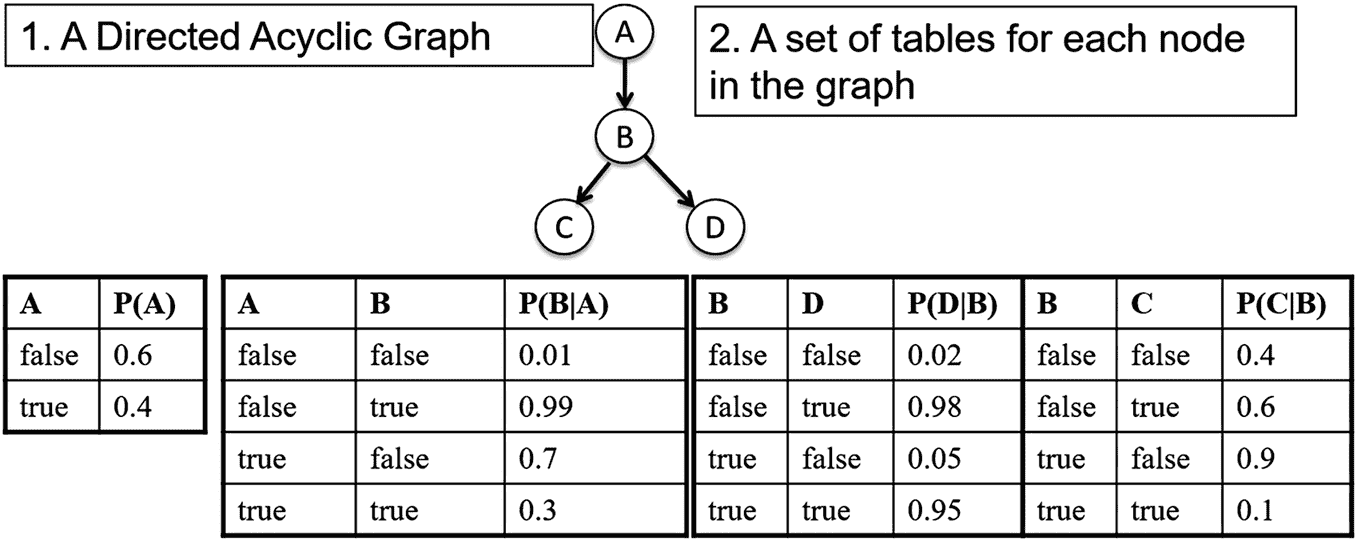 1. A Directed Acyclic Graph
A
2. A set of tables for each node
in the graph
B
C D
A P(A)
false 0.6
true 0.4
A B P(B|A)
false false 0.01
false true 0.99
true false 0.7
true true 0.3
B D P(D|B)
false false 0.02
false true 0.98
true false 0.05
true true 0.95
B C P(C|B)
false false 0.4
false true 0.6
true false 0.9
true true 0.1